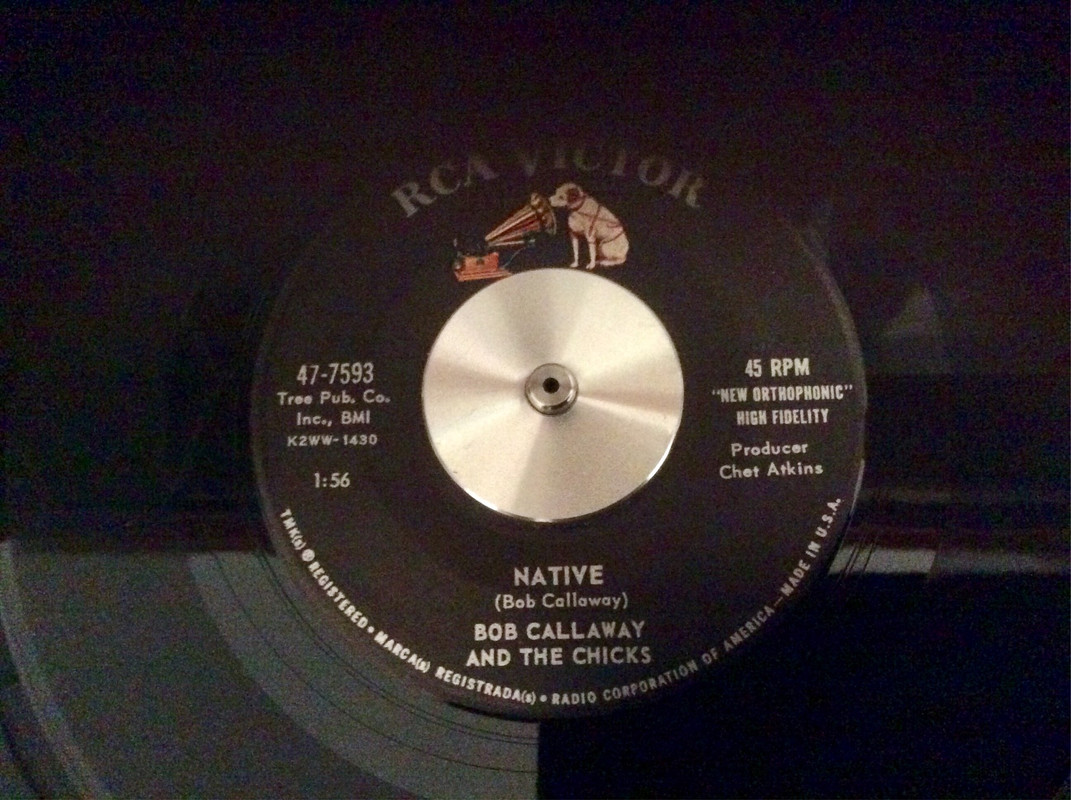 RCA VICTOR
47-7593
Tree Pub. Co.
Inc., BMI
K2WW-1430
1:56
45 RPM
"NEW ORTHOPHONIC"
HIGH FIDELITY
Producer
Chet Atkins
NATIVE
(Bob Callaway)
BOB CALLAWAY
AND THE CHICKS
TMK(s) ® REGISTERED • MARCA(s) REGISTRADA(s) • RADIO CORPORATION OF AMERICA—MADE IN U.S.A.